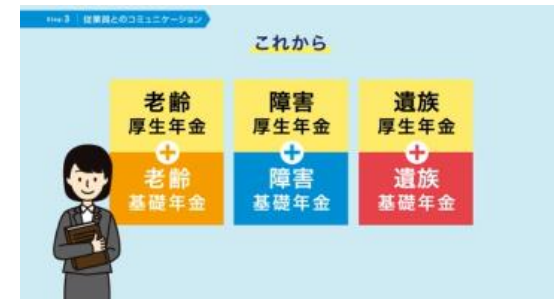 Step.3 従業員とのコミュニケーション
これから
老齢
厚生年金
+
老齢
基礎年金
障害
厚生年金
+
障害
基礎年金
遺族
厚生年金
+
遺族
基礎年金